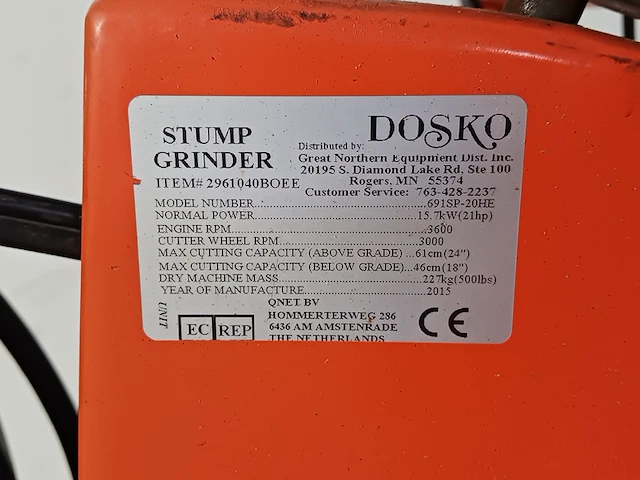 STUMP
GRINDER
DOSKO
Distributed by:
Great Northern Equipment Dist. Inc.
20195 S. Diamond Lake Rd, Ste 100
Rogers, MN 55374
ITEM# 2961040BOEE
Customer Service: 763-428-2237
MODEL NUMBER...691SP-20HE
NORMAL POWER...15.7kW(21hp)
ENGINE RPM...3600
CUTTER WHEEL RPM...3000
MAX CUTTING CAPACITY (ABOVE GRADE)...61cm(24")
MAX CUTTING CAPACITY (BELOW GRADE)...46cm(18")
DRY MACHINE MASS...227kg(500lbs)
YEAR OF MANUFACTURE...2015
UNIT
EC REP
QNET BV
HOMMERTERWEG 286
6436 AM AMSTENRADE
THE NETHERLANDS
CE